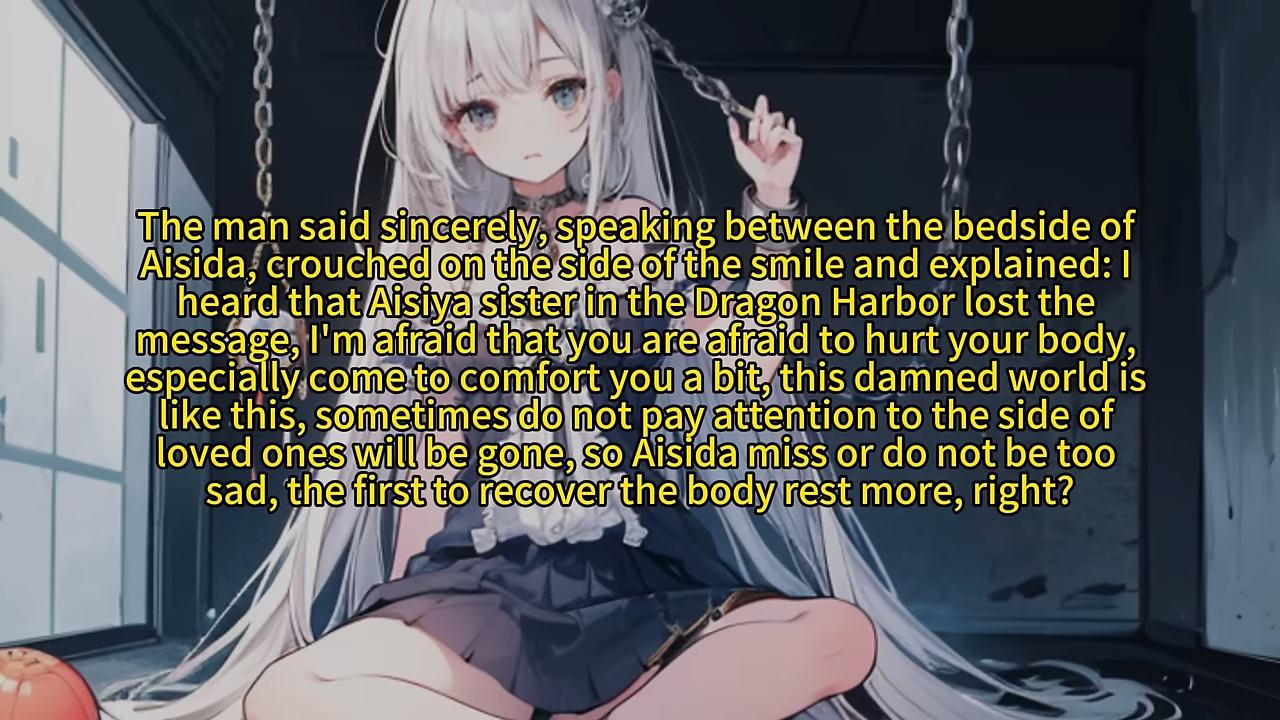 The man said sincerely, speaking between the bedside of
Aisida, crouched on the side of the smile and explained: I
heard that Aisiya sister in the Dragon Harbor lost the
message, I'm afraid that you are afraid to hurt your body,
especially come to comfort you a bit, this damned world is
like this, sometimes do not pay attention to the side of
loved ones will be gone, so Aisida miss or do not be too
sad, the first to recover the body rest more, right?